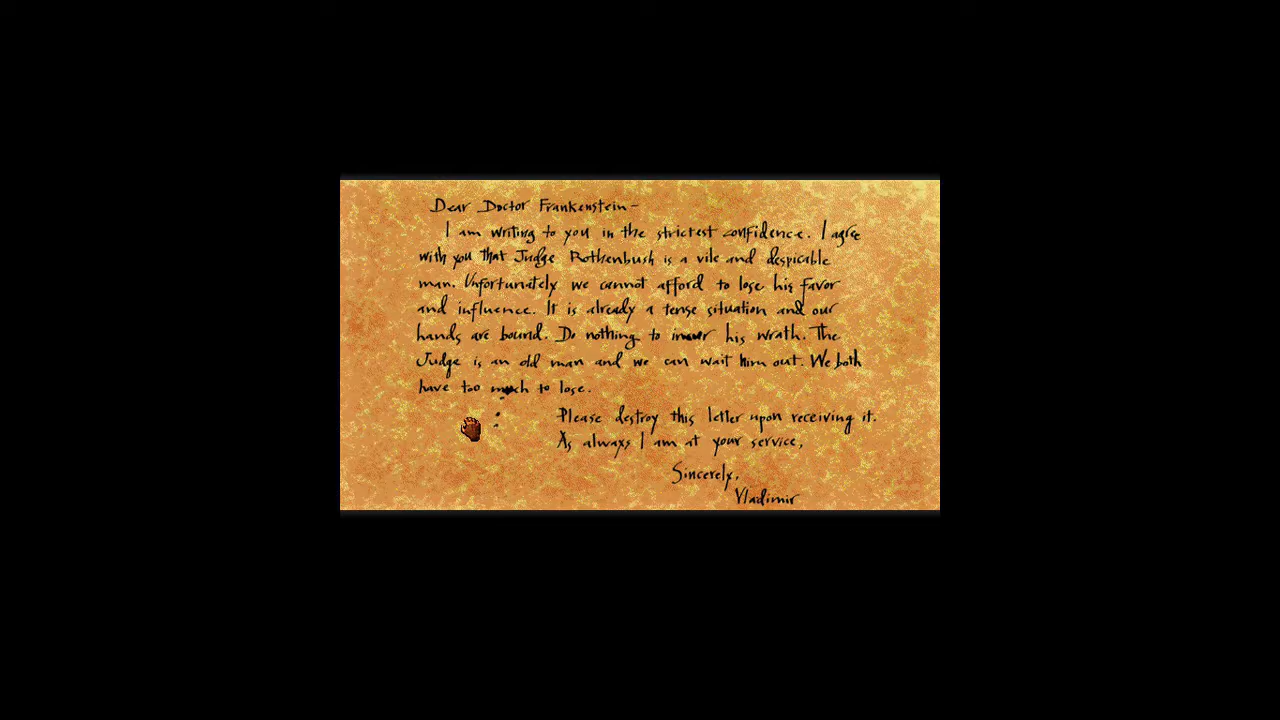 Dear Doctor Frankenstein-
I am writing to you in the strictest confidence. I agree
with you that Judge Rothenbush is a vile and despicable
man. Unfortunately we cannot afford to lose his favor
and influence. It is already a tense situation and our
hands are bound. Do nothing to incur his wrath. The
Judge is an old man and we can wait him out. We both
have too much to lose.
Please destroy this letter upon receiving it.
As always I am at your service,
Sincerely,
Vladimir